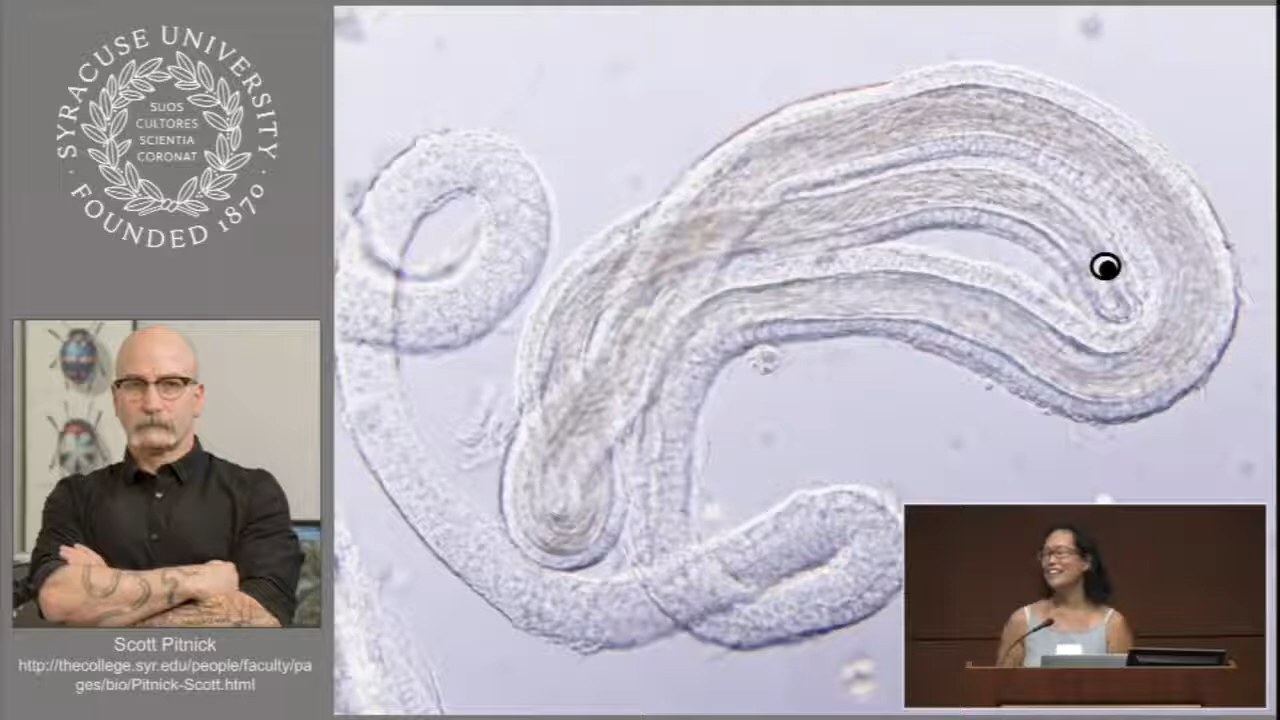 · SYRACUSE UNIVERSITY ·
FOUNDED 1870
SUOS
CULTORES
SCIENTIA
CORONAT
Scott Pitnick
http://thecollege.syr.edu/people/faculty/pa
ges/bio/Pitnick-Scott.html